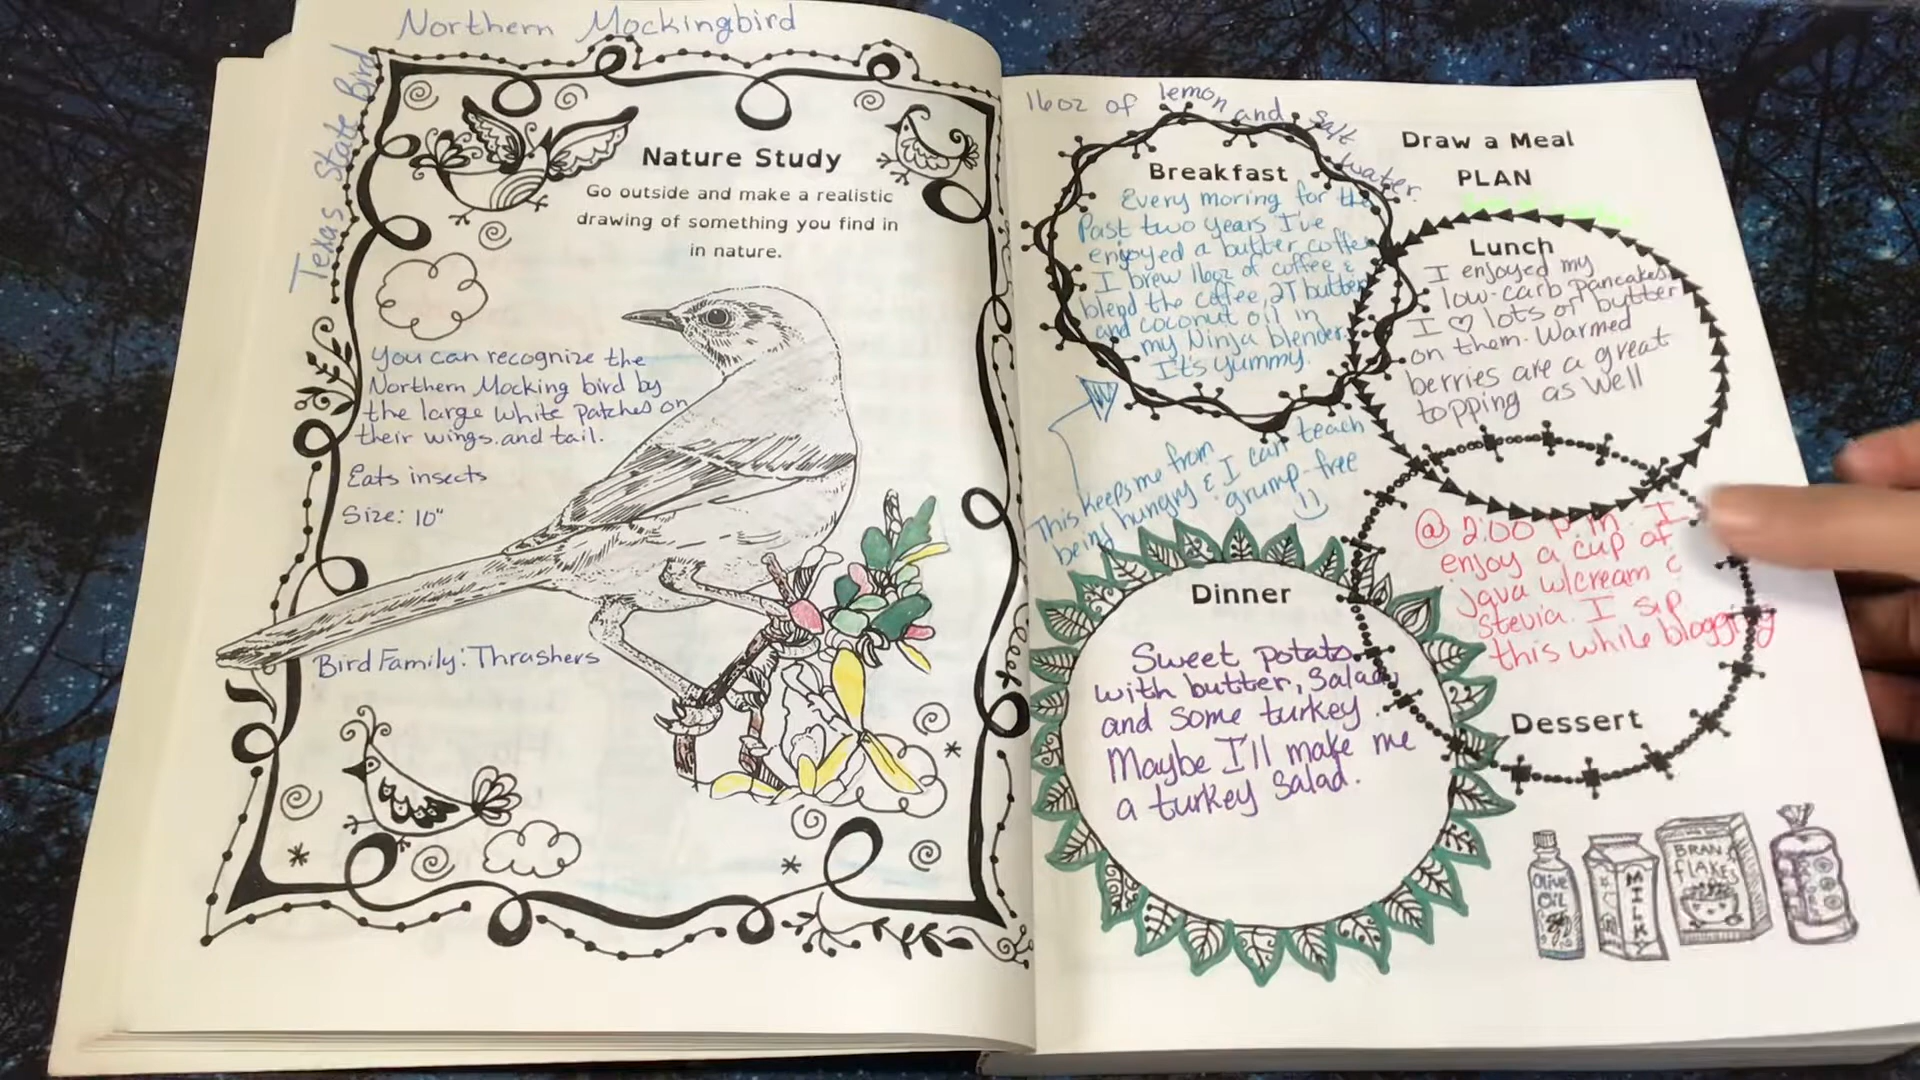 Northern Mockingbird
Texas State Bird
Nature Study
Go outside and make a realistic
drawing of something you find in
in nature.
You can recognize the
Northern Mocking bird by
the large white patches on
their wings and tail.
Eats insects
Size: 10"
Bird Family: Thrashers
16oz of lemon and salt water.
Draw a Meal
PLAN
Breakfast
Every moring for the
Past two years I've
enjoyed a butter coffee
I brew 16oz of coffee &
blend the coffee, 2T butter
and coconut oil in
my Ninja blender.
It's yummy.
This keeps me from
being hungry & I can teach
grump-free
Lunch
I enjoyed my
low-carb pancakes
I ♡ lots of butter
on them. Warmed
berries are a great
topping as well
@ 2:00 p.m. I
enjoy a cup of
java w/cream &
stevia. I sip
this while blogging
Dessert
Dinner
Sweet potato
with butter, Salad,
and some turkey.
Maybe I'll make me
a turkey Salad.
Olive
Oil
MILK
BRAN
FLAKES